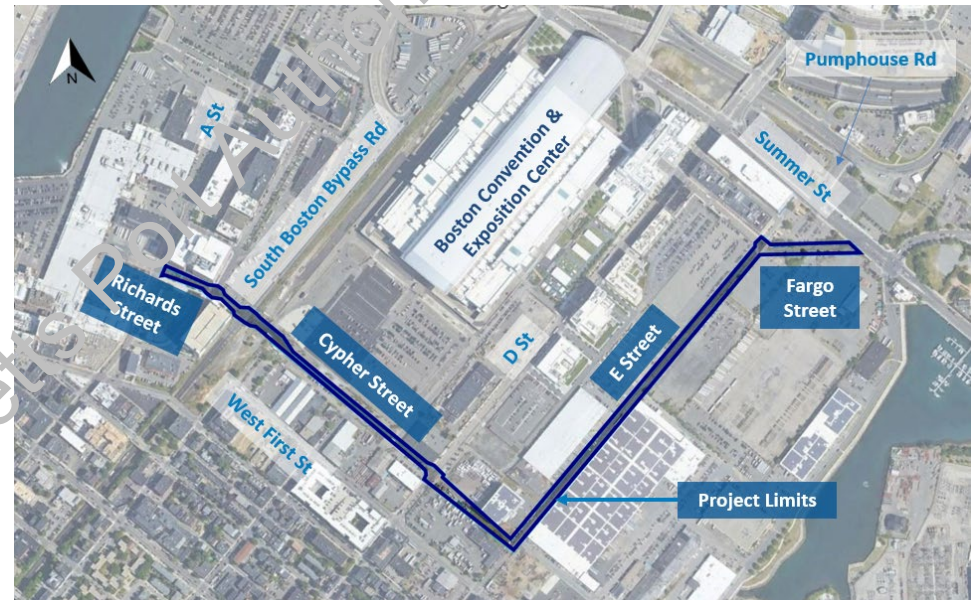 N
A St
South Boston Bypass Rd
Boston Convention &
Exposition Center
Pumphouse Rd
Summer St
Richards
Street
Cypher Street
D St
E Street
Fargo
Street
West First St
Project Limits